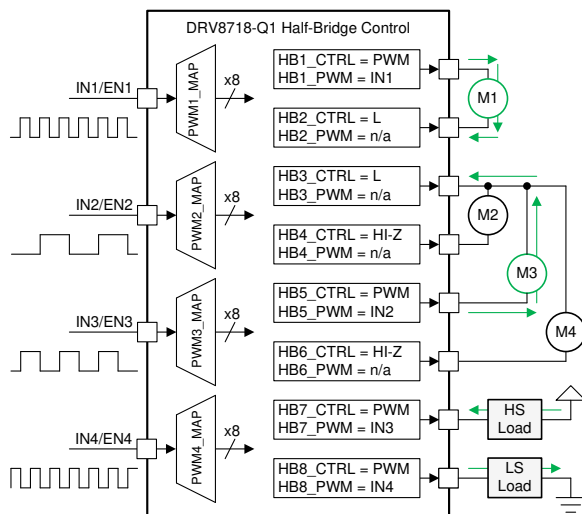 DRV8718-Q1 Half-Bridge Control
IN1/EN1
PWM1_MAP
x8
HB1_CTRL = PWM
HB1_PWM = IN1
M1
HB2_CTRL = L
HB2_PWM = n/a
IN2/EN2
PWM2_MAP
x8
HB3_CTRL = L
HB3_PWM = n/a
M2
HB4_CTRL = HI-Z
HB4_PWM = n/a
M3
IN3/EN3
PWM3_MAP
x8
HB5_CTRL = PWM
HB5_PWM = IN2
M4
HB6_CTRL = HI-Z
HB6_PWM = n/a
IN4/EN4
PWM4_MAP
x8
HB7_CTRL = PWM
HB7_PWM = IN3
HS
Load
HB8_CTRL = PWM
HB8_PWM = IN4
LS
Load